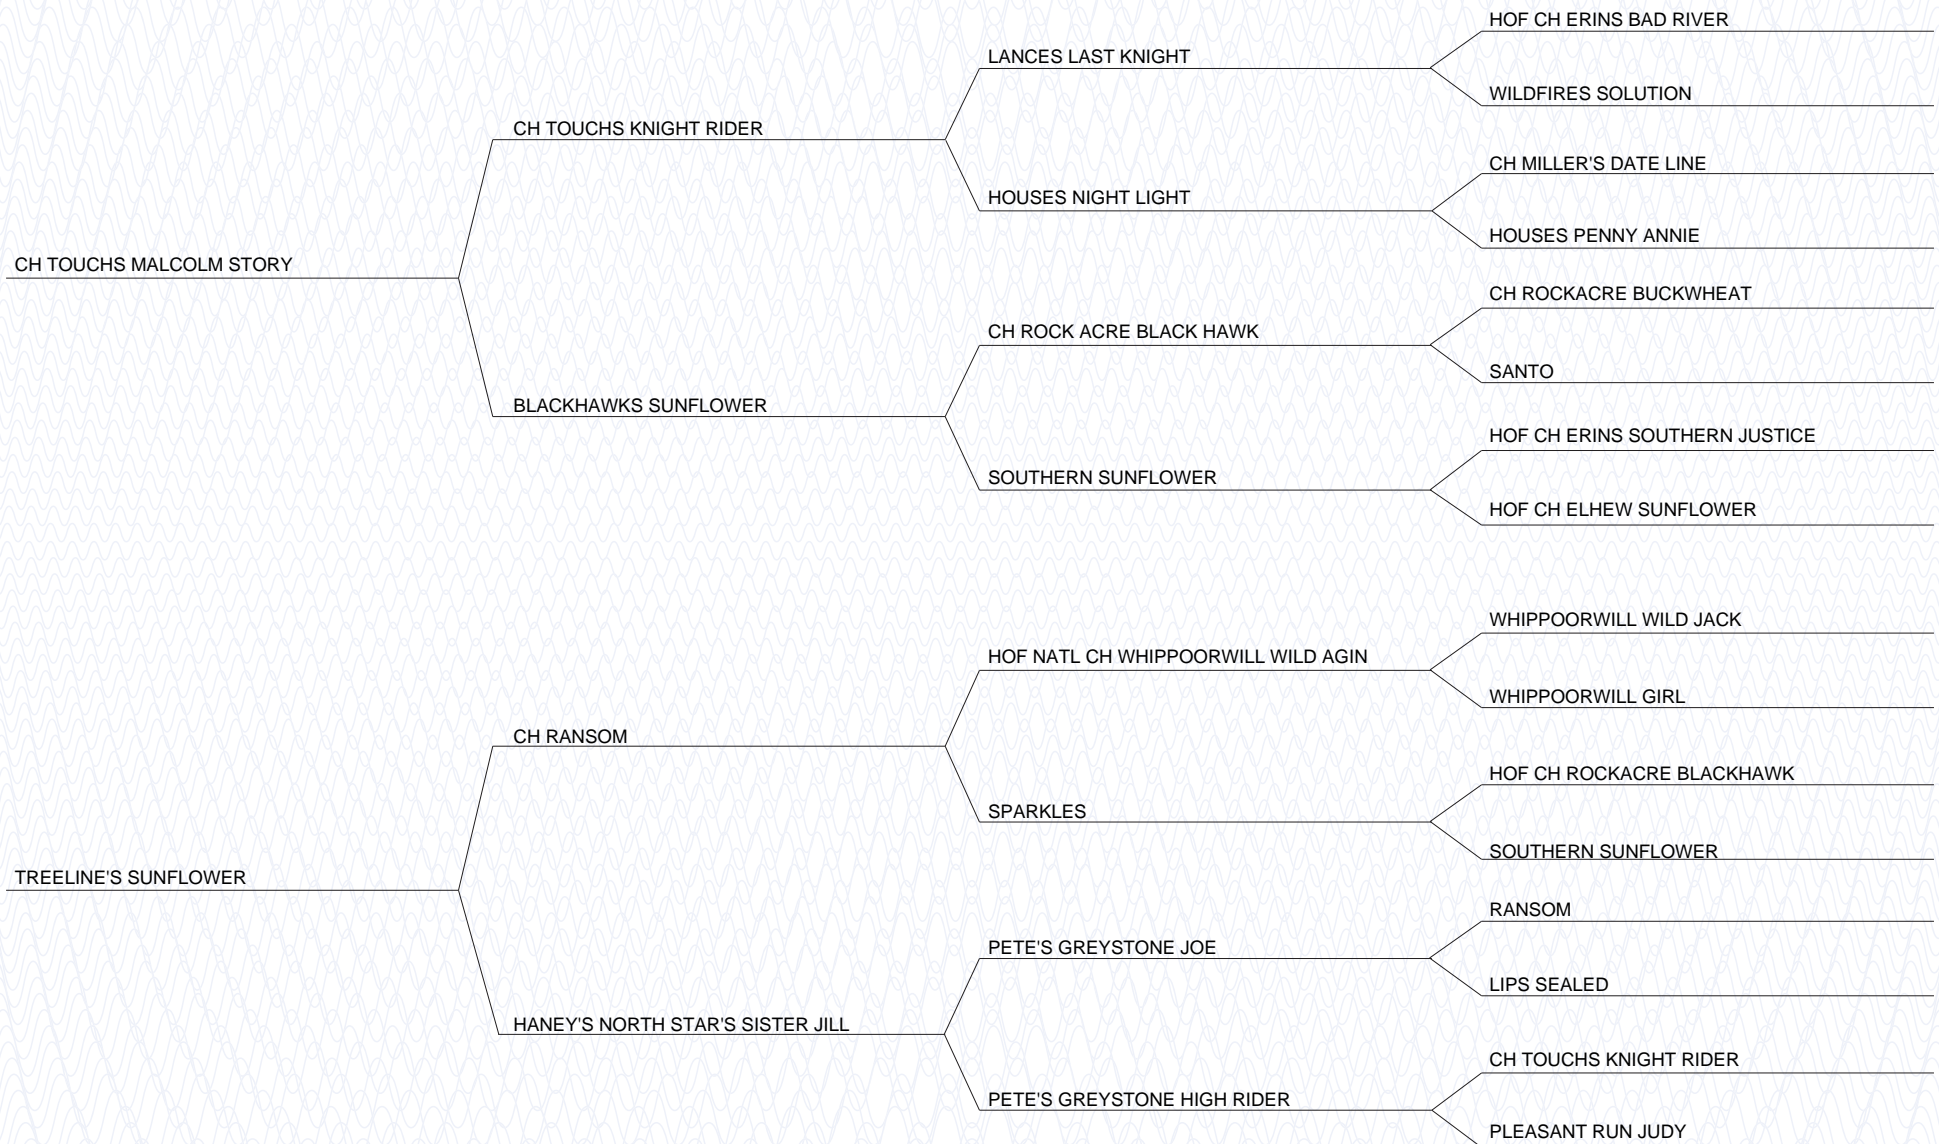 HOF CH ERINS BAD RIVER
LANCES LAST KNIGHT
WILDFIRES SOLUTION
CH TOUCHS KNIGHT RIDER
CH MILLER'S DATE LINE
HOUSES NIGHT LIGHT
HOUSES PENNY ANNIE
CH TOUCHS MALCOLM STORY
CH ROCKACRE BUCKWHEAT
CH ROCK ACRE BLACK HAWK
SANTO
BLACKHAWKS SUNFLOWER
HOF CH ERINS SOUTHERN JUSTICE
SOUTHERN SUNFLOWER
HOF CH ELHEW SUNFLOWER
WHIPPOORWILL WILD JACK
HOF NATL CH WHIPPOORWILL WILD AGIN
WHIPPOORWILL GIRL
CH RANSOM
HOF CH ROCKACRE BLACKHAWK
SPARKLES
SOUTHERN SUNFLOWER
TREELINE'S SUNFLOWER
RANSOM
PETE'S GREYSTONE JOE
LIPS SEALED
HANEY'S NORTH STAR'S SISTER JILL
CH TOUCHS KNIGHT RIDER
PETE'S GREYSTONE HIGH RIDER
PLEASANT RUN JUDY